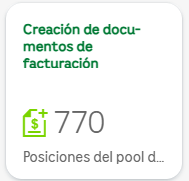 Creación de docu-
mentos de
facturación
$
770
Posiciones del pool d...